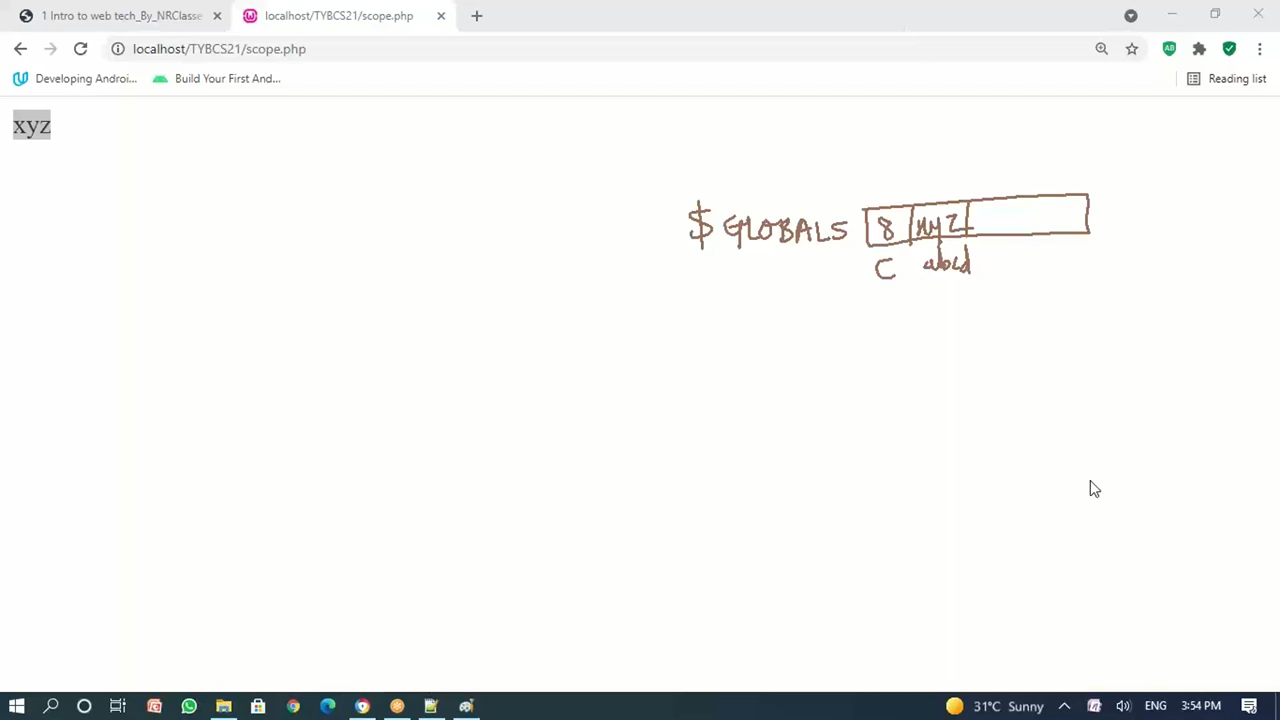 1 Intro to web tech_By_NRClasse
localhost/TYBCS21/scope.php
localhost/TYBCS21/scope.php
AB
Developing Androi...
Build Your First And...
Reading list
xyz
$ GLOBALS 8 xyz
C abcd
31°C Sunny
ENG
3:54 PM